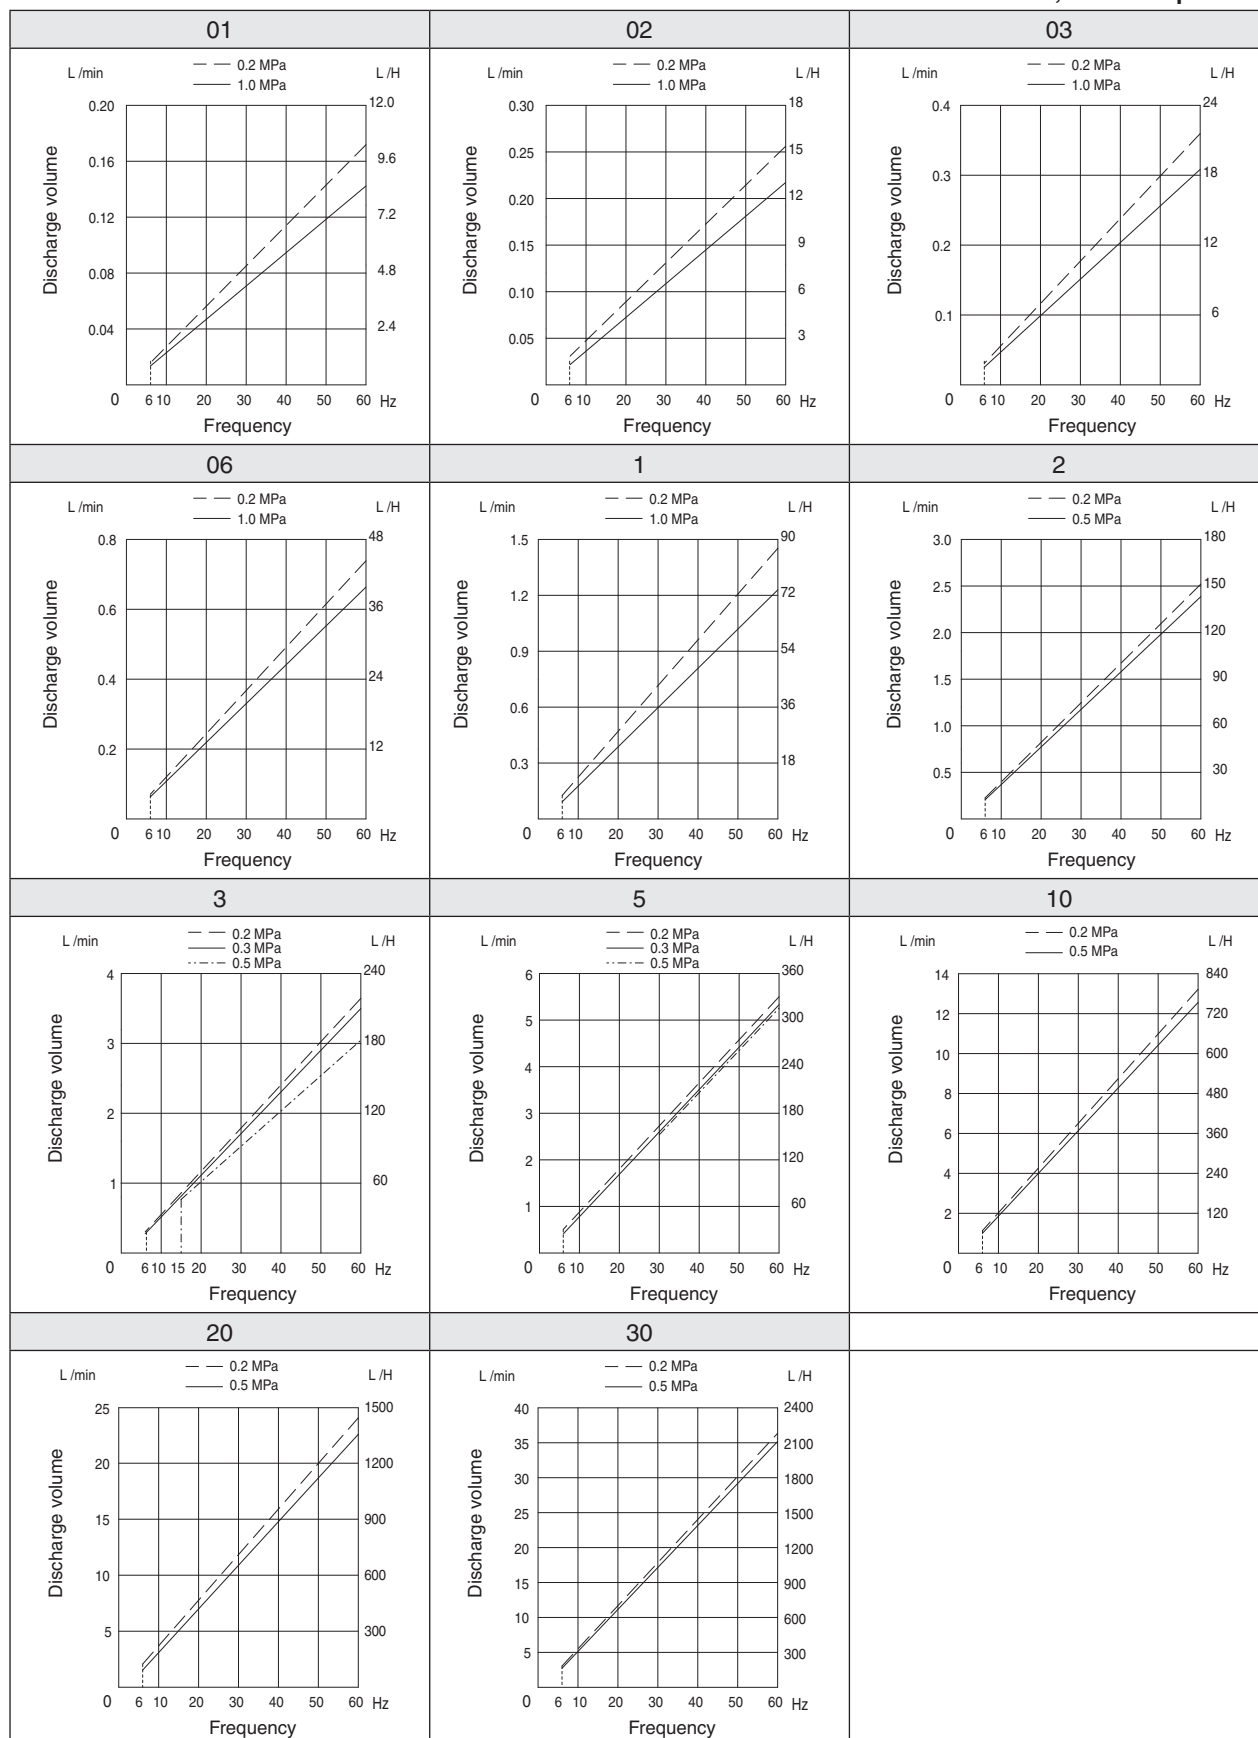 01
L /min
0.2 MPa
1.0 MPa
L /H
0.20
0.16
0.12
0.08
0.04
12.0
9.6
7.2
4.8
2.4
Discharge volume
0 6 10 20 30 40 50 60 Hz
Frequency
02
L /min
0.2 MPa
1.0 MPa
L /H
0.30
0.25
0.20
0.15
0.10
0.05
18
15
12
9
6
3
Discharge volume
0 6 10 20 30 40 50 60 Hz
Frequency
03
L /min
0.2 MPa
1.0 MPa
L /H
0.4
0.3
0.2
0.1
24
18
12
6
Discharge volume
0 6 10 20 30 40 50 60 Hz
Frequency
06
L /min
0.2 MPa
1.0 MPa
L /H
0.8
0.6
0.4
0.2
48
36
24
12
Discharge volume
0 6 10 20 30 40 50 60 Hz
Frequency
1
L /min
0.2 MPa
1.0 MPa
L /H
1.5
1.2
0.9
0.6
0.3
90
72
54
36
18
Discharge volume
0 6 10 20 30 40 50 60 Hz
Frequency
2
L /min
0.2 MPa
0.5 MPa
L /H
3.0
2.5
2.0
1.5
1.0
0.5
180
150
120
90
60
30
Discharge volume
0 6 10 20 30 40 50 60 Hz
Frequency
3
L /min
0.2 MPa
0.3 MPa
0.5 MPa
L /H
4
3
2
1
240
180
120
60
Discharge volume
0 6 10 15 20 30 40 50 60 Hz
Frequency
5
L /min
0.2 MPa
0.3 MPa
0.5 MPa
L /H
6
5
4
3
2
1
360
300
240
180
120
60
Discharge volume
0 6 10 20 30 40 50 60 Hz
Frequency
10
L /min
0.2 MPa
0.5 MPa
L /H
14
12
10
8
6
4
2
840
720
600
480
360
240
120
Discharge volume
0 6 10 20 30 40 50 60 Hz
Frequency
20
L /min
0.2 MPa
0.5 MPa
L /H
25
20
15
10
5
1500
1200
900
600
300
Discharge volume
0 6 10 20 30 40 50 60 Hz
Frequency
30
L /min
0.2 MPa
0.5 MPa
L /H
40
35
30
25
20
15
10
5
2400
2100
1800
1500
1200
900
600
300
Discharge volume
0 6 10 20 30 40 50 60 Hz
Frequency